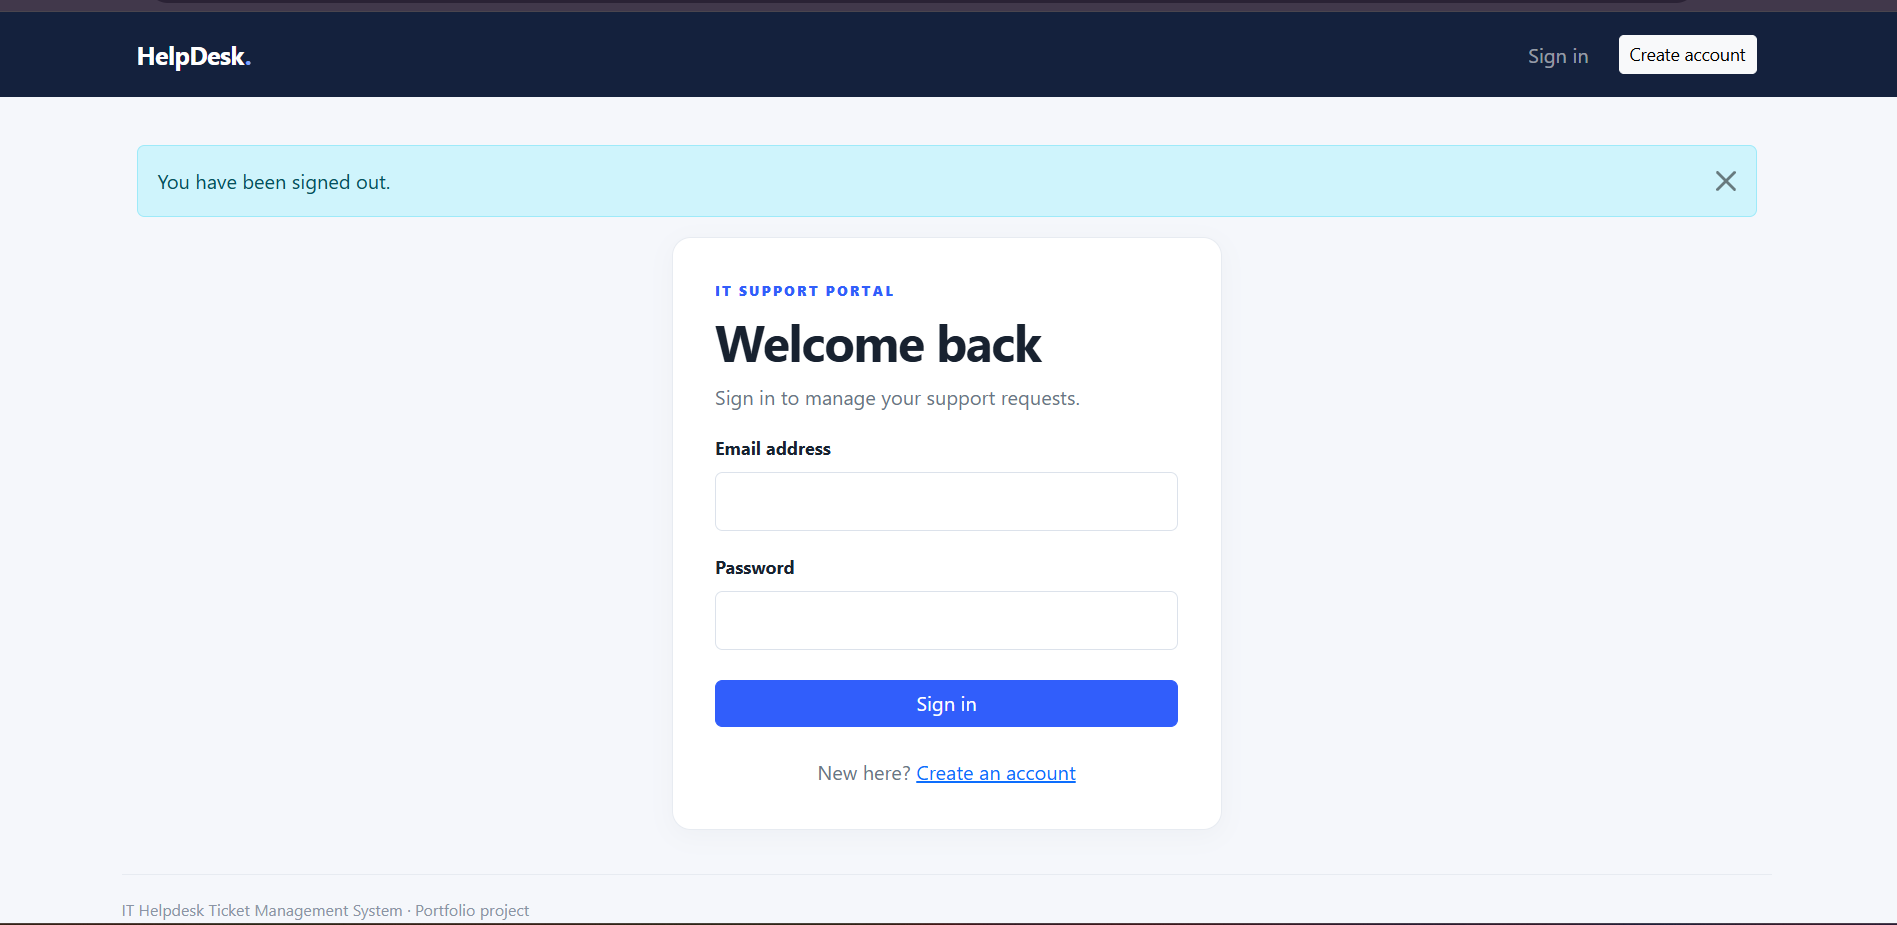 HelpDesk.
Sign in
Create account
You have been signed out.
IT SUPPORT PORTAL
Welcome back
Sign in to manage your support requests.
Email address
Password
Sign in
New here? Create an account
IT Helpdesk Ticket Management System · Portfolio project